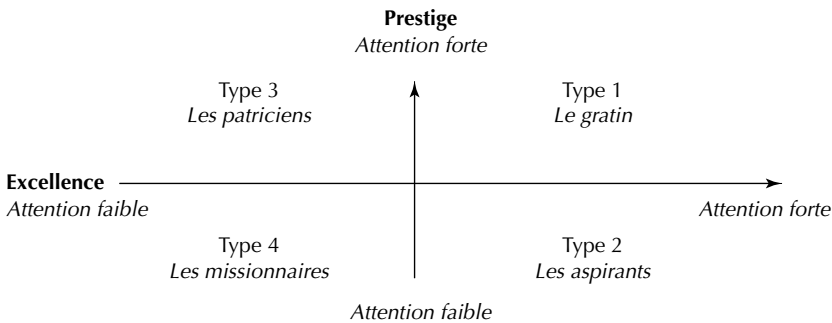 Prestige
Attention forte
Type 3
Les patriciens
Type 1
Le gratin
Excellence
Attention faible
Attention forte
Type 4
Les missionnaires
Type 2
Les aspirants
Attention faible